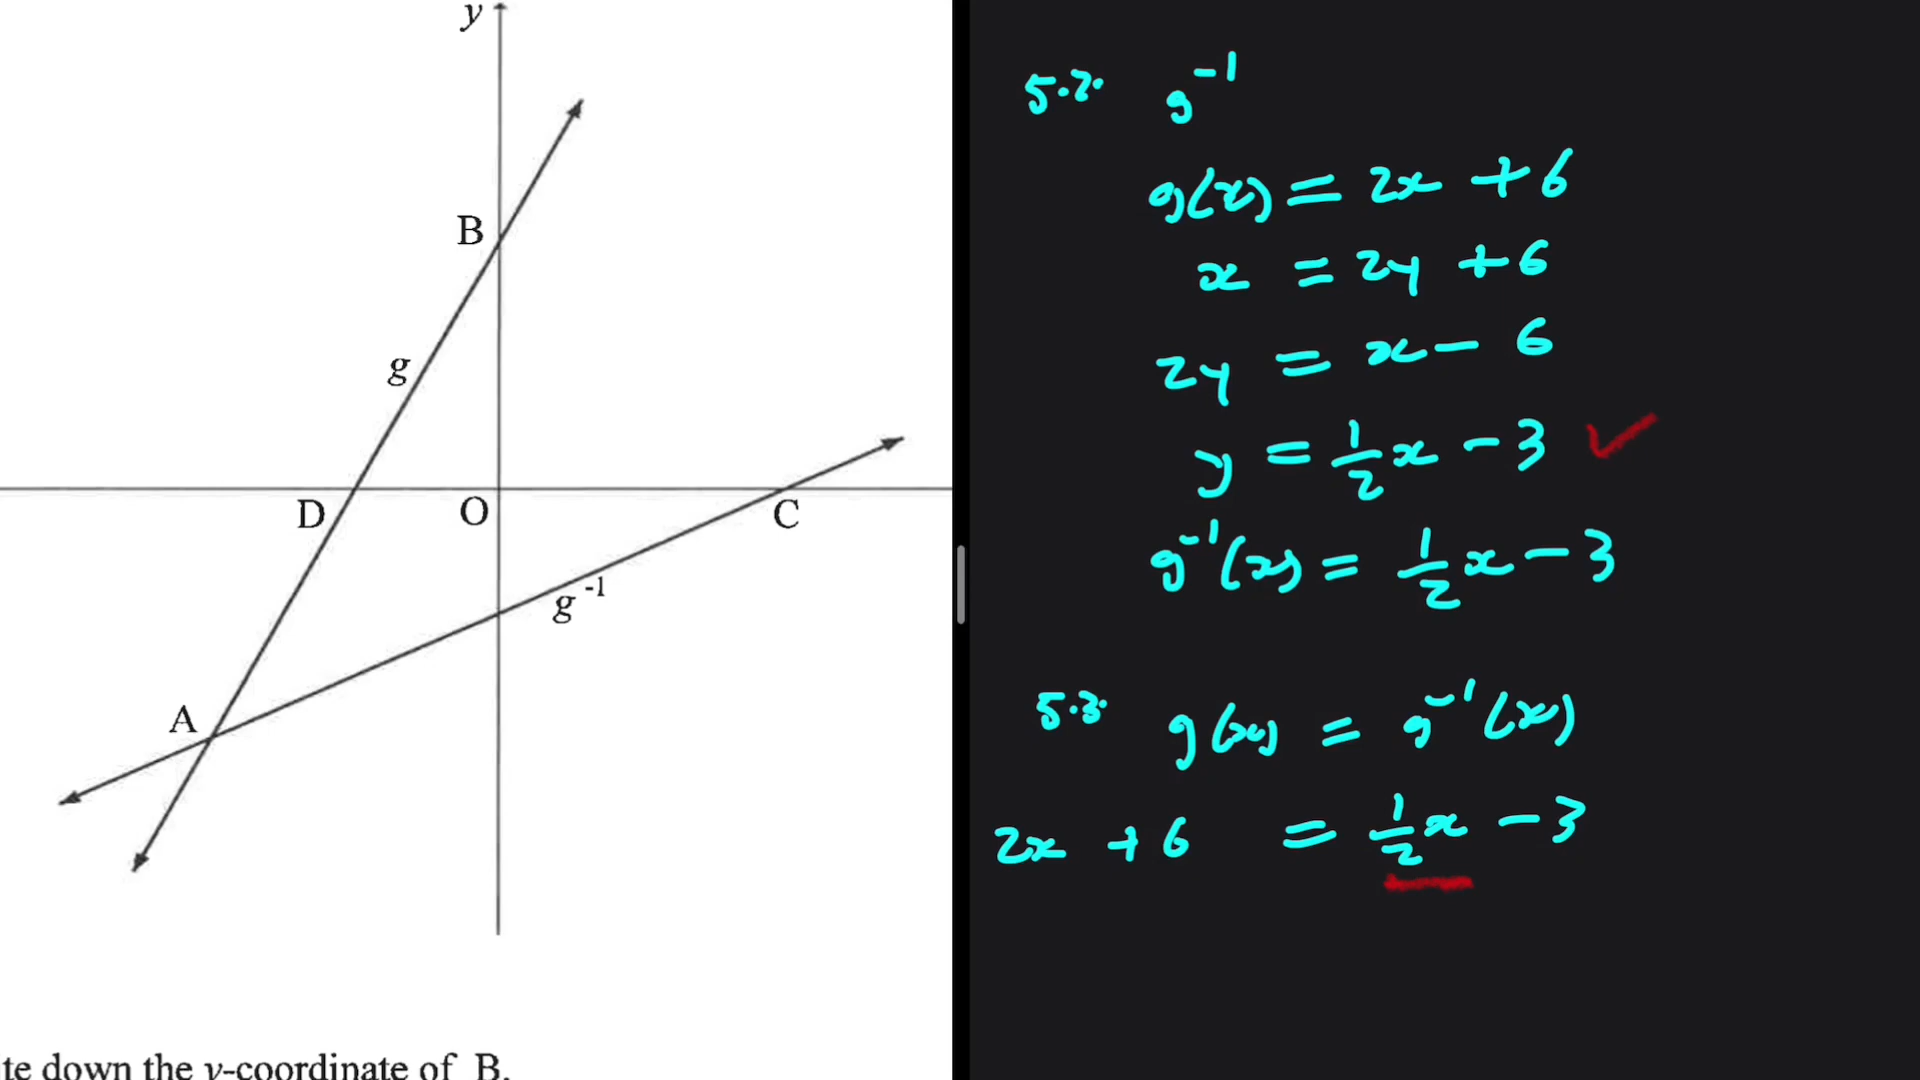 y
B
g
D
O
C
g⁻¹
A
te down the y-coordinate of B.
5.2. g⁻¹
g(x) = 2x + 6
x = 2y + 6
2y = x - 6
y = 1/2 x - 3 ✓
g⁻¹(x) = 1/2 x - 3
5.3. g(x) = g⁻¹(x)
2x + 6 = 1/2 x - 3